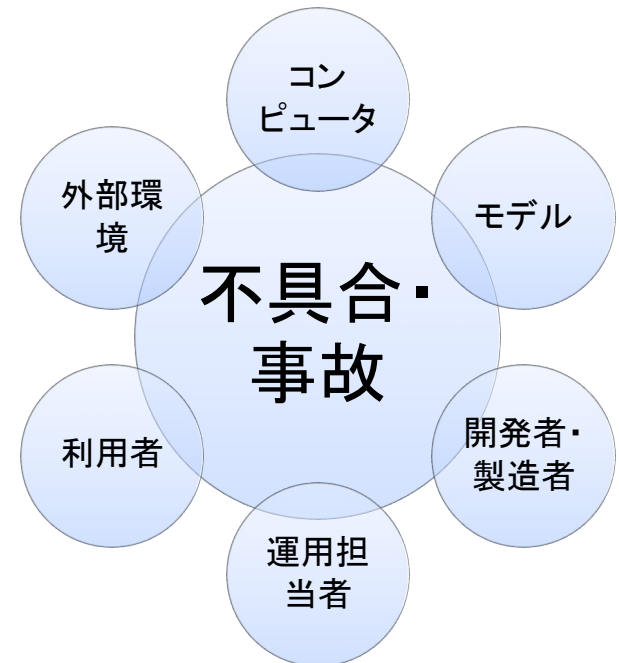 コン
ピュータ
外部環
境
モデル
不具合・
事故
利用者
開発者・
製造者
運用担
当者